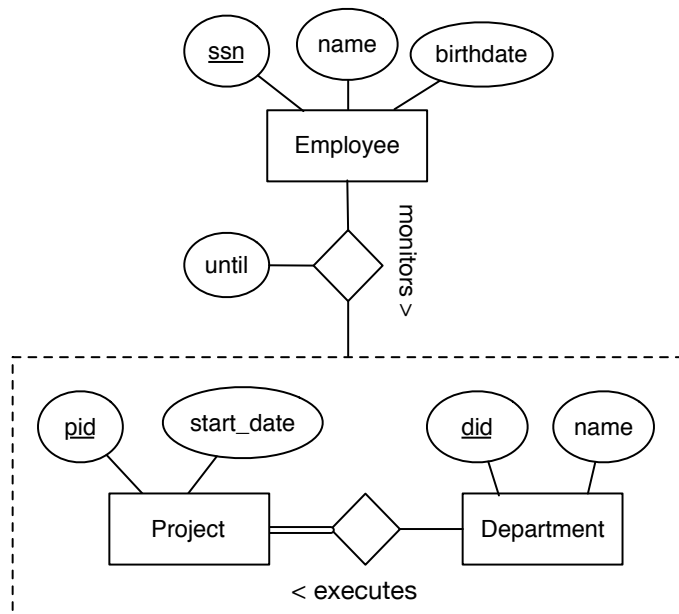 ssn
name
birthdate
Employee
until
monitors >
pid
start_date
did
name
Project
Department
< executes